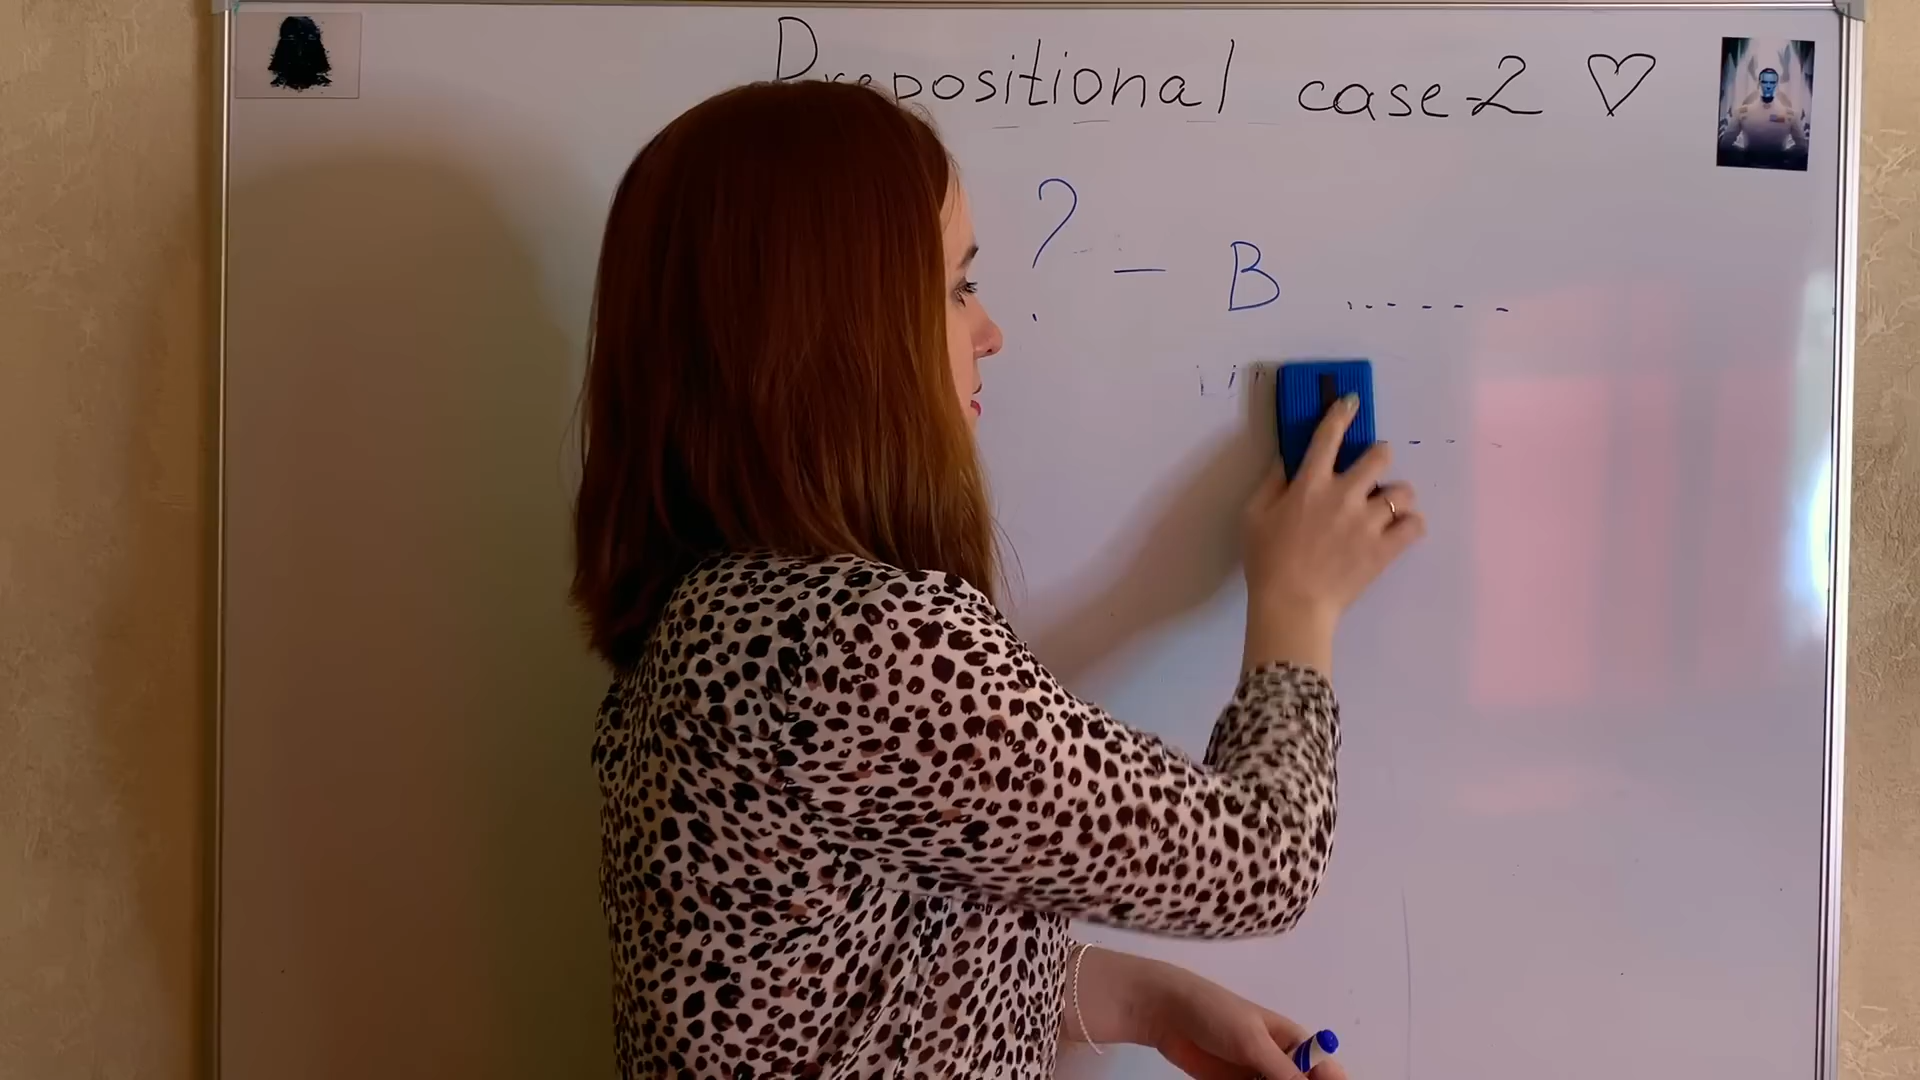 Prepositional case-2 ♡
? – В .....